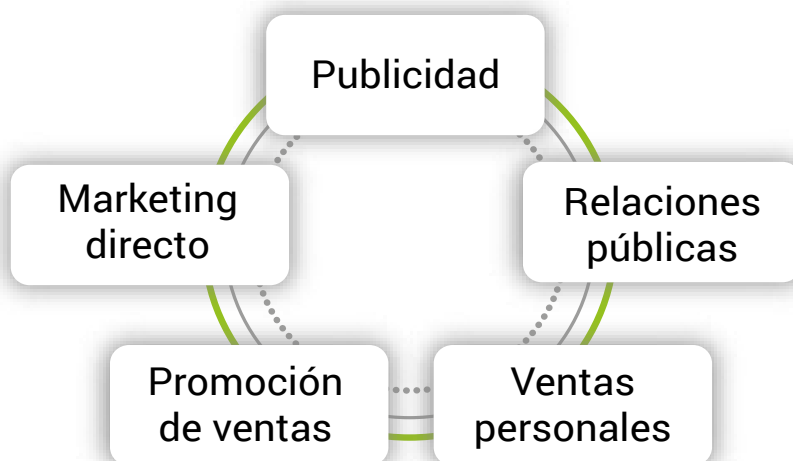 Publicidad
Marketing
directo
Relaciones
públicas
Promoción
de ventas
Ventas
personales